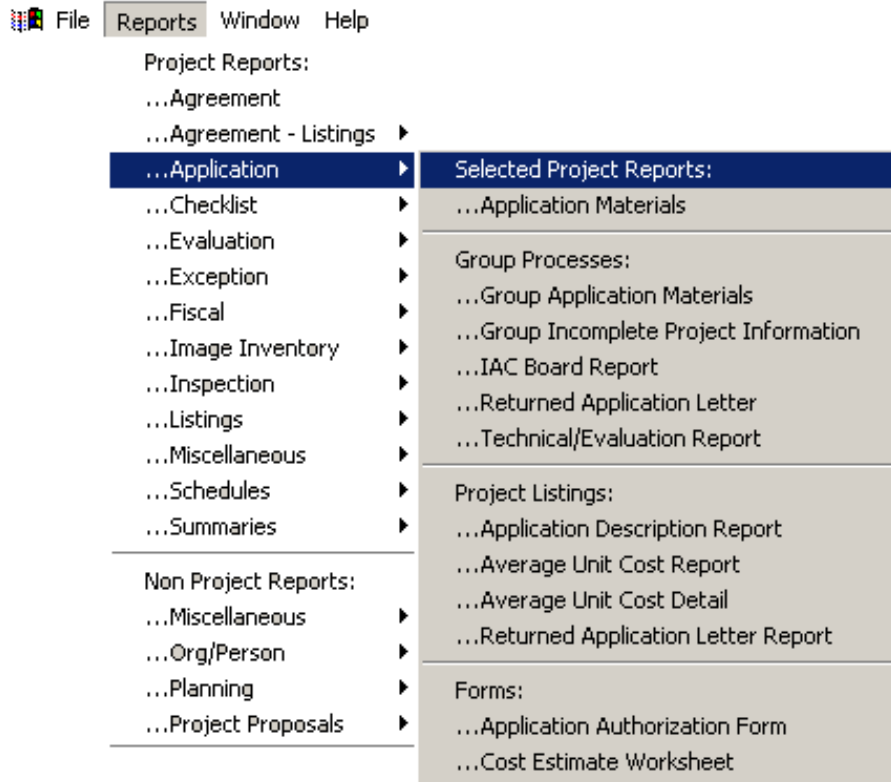 File Reports Window Help
Project Reports:
...Agreement
...Agreement - Listings
...Application
...Checklist
...Evaluation
...Exception
...Fiscal
...Image Inventory
...Inspection
...Listings
...Miscellaneous
...Schedules
...Summaries
Non Project Reports:
...Miscellaneous
...Org/Person
...Planning
...Project Proposals
Selected Project Reports:
...Application Materials
Group Processes:
...Group Application Materials
...Group Incomplete Project Information
...IAC Board Report
...Returned Application Letter
...Technical/Evaluation Report
Project Listings:
...Application Description Report
...Average Unit Cost Report
...Average Unit Cost Detail
...Returned Application Letter Report
Forms:
...Application Authorization Form
...Cost Estimate Worksheet